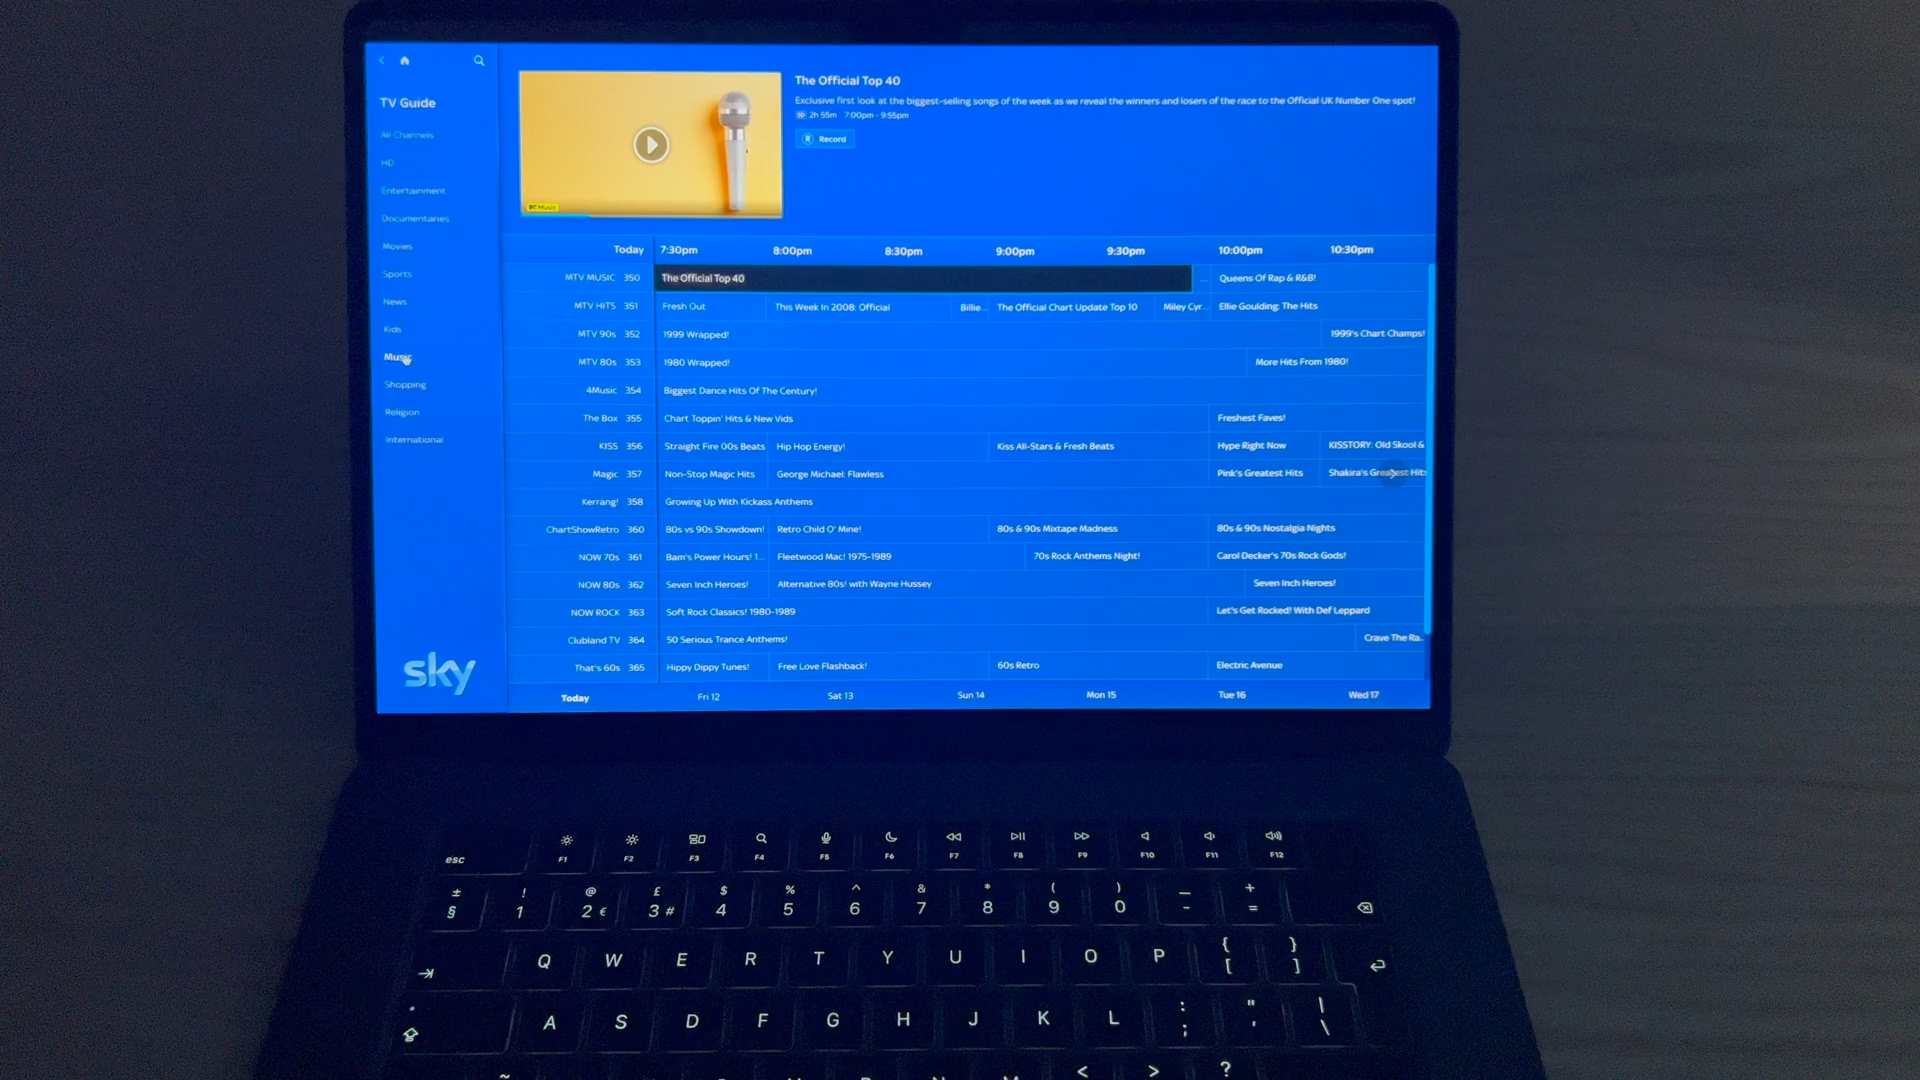 TV Guide
All Channels
HD
Entertainment
Documentaries
Movies
Sports
News
Kids
Music
Shopping
Religion
International
sky
Music
The Official Top 40
Exclusive first look at the biggest-selling songs of the week as we reveal the winners and losers of the race to the Official UK Number One spot!
SD 2h 55m 7:00pm - 9:55pm
R Record
Today 7:30pm 8:00pm 8:30pm 9:00pm 9:30pm 10:00pm 10:30pm
MTV MUSIC 350 The Official Top 40 ... Queens Of Rap & R&B!
MTV HITS 351 Fresh Out This Week In 2008: Official Billie... The Official Chart Update Top 10 Miley Cyr... Ellie Goulding: The Hits
MTV 90s 352 1999 Wrapped! 1999's Chart Champs!
MTV 80s 353 1980 Wrapped! More Hits From 1980!
4Music 354 Biggest Dance Hits Of The Century!
The Box 355 Chart Toppin' Hits & New Vids Freshest Faves!
KISS 356 Straight Fire 00s Beats Hip Hop Energy! Kiss All-Stars & Fresh Beats Hype Right Now KISSTORY: Old Skool &
Magic 357 Non-Stop Magic Hits George Michael: Flawless Pink's Greatest Hits Shakira's Greatest Hits
Kerrang! 358 Growing Up With Kickass Anthems
ChartShowRetro 360 80s vs 90s Showdown! Retro Child O' Mine! 80s & 90s Mixtape Madness 80s & 90s Nostalgia Nights
NOW 70s 361 Bam's Power Hours! 1... Fleetwood Mac! 1975-1989 70s Rock Anthems Night! Carol Decker's 70s Rock Gods!
NOW 80s 362 Seven Inch Heroes! Alternative 80s! with Wayne Hussey Seven Inch Heroes!
NOW ROCK 363 Soft Rock Classics! 1980-1989 Let's Get Rocked! With Def Leppard
Clubland TV 364 50 Serious Trance Anthems! Crave The Ra...
That's 60s 365 Hippy Dippy Tunes! Free Love Flashback! 60s Retro Electric Avenue
Today Fri 12 Sat 13 Sun 14 Mon 15 Tue 16 Wed 17
esc F1 F2 F3 F4 F5 F6 F7 F8 F9 F10 F11 F12
± ! @ £ $ % ^ & * ( ) _ +
§ 1 2 € 3 # 4 5 6 7 8 9 0 - =
Q W E R T Y U I O P { [ } ]
A S D F G H J K L : ; " ' | \
~ < > ?